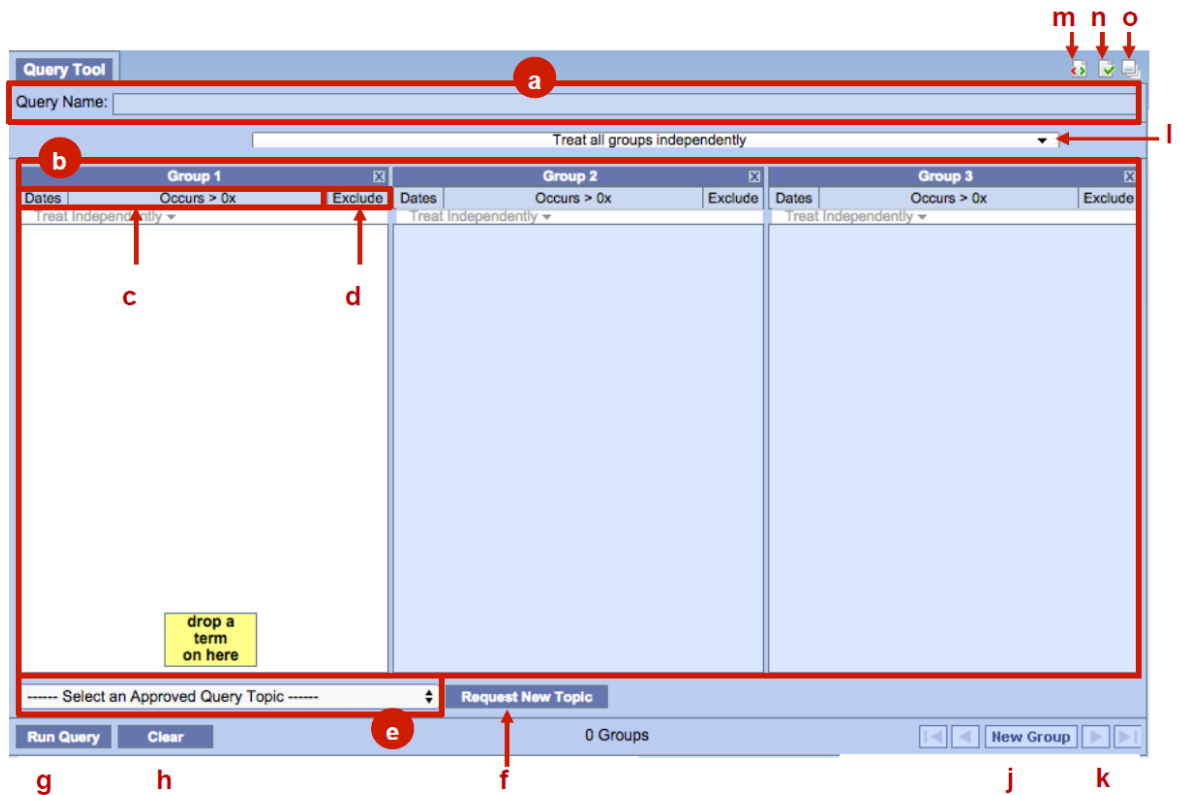 m n o
Query Tool
a
Query Name:
Treat all groups independently
l
b
Group 1 X Group 2 X Group 3 X
Dates Occurs > 0x Exclude Dates Occurs > 0x Exclude Dates Occurs > 0x Exclude
Treat Independently Treat Independently Treat Independently
c d
drop a
term
on here
------ Select an Approved Query Topic ------ Request New Topic
e
Run Query Clear 0 Groups New Group
g h f j k